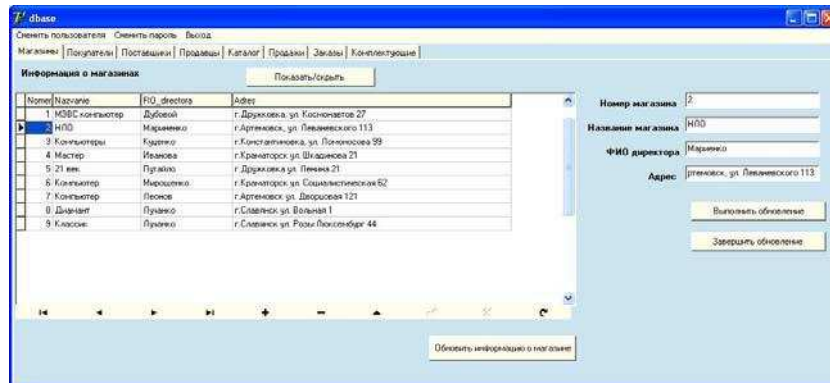 dbase
Сменить пользователя Сменить пароль Выход
Магазины Покупатели Поставщики Продавцы Каталог Продажи Заказы Комплектующие
Информация о магазинах
Показать/скрыть
Nomer Nazvanie FIO_directora Adres
1 МЭВС компьютер Дубовой г.Дружковка, ул. Космонавтов 27
2 НПО Марченко г.Артемовск, ул. Леваневского 113
3 Компьютеры Куценко г.Константиновка, ул. Ломоносова 99
4 Мастер Иванова г.Краматорск ул. Шкадинова 21
5 21 век Пугайло г.Дружковка ул. Ленина 21
6 Компьютер Мирошенко г.Краматорск ул. Социалистическая 62
7 Компьютер Леонов г.Артемовск ул. Дворцовая 121
8 Диамант Лучанко г.Славянск ул. Вольная 1
9 Классик Лучанко г.Славянск ул. Розы Люксембург 44
Номер магазина 2
Название магазина НПО
ФИО директора Марченко
Адрес ртемовск, ул. Леваневского 113
Выполнить обновление
Завершить обновление
Обновить информацию о магазине